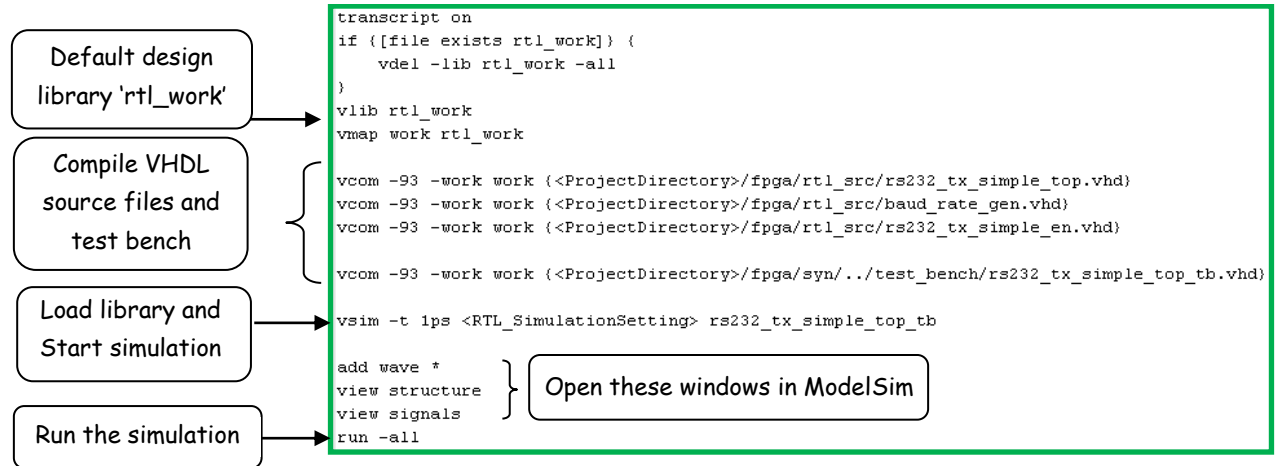 Default design
library ‘rtl_work’
Compile VHDL
source files and
test bench
Load library and
Start simulation
Run the simulation
transcript on
if {[file exists rtl_work]} {
    vdel -lib rtl_work -all
}
vlib rtl_work
vmap work rtl_work
vcom -93 -work work {<ProjectDirectory>/fpga/rtl_src/rs232_tx_simple_top.vhd}
vcom -93 -work work {<ProjectDirectory>/fpga/rtl_src/baud_rate_gen.vhd}
vcom -93 -work work {<ProjectDirectory>/fpga/rtl_src/rs232_tx_simple_en.vhd}
vcom -93 -work work {<ProjectDirectory>/fpga/syn/../test_bench/rs232_tx_simple_top_tb.vhd}
vsim -t 1ps <RTL_SimulationSetting> rs232_tx_simple_top_tb
add wave *
view structure
view signals
run -all
Open these windows in ModelSim